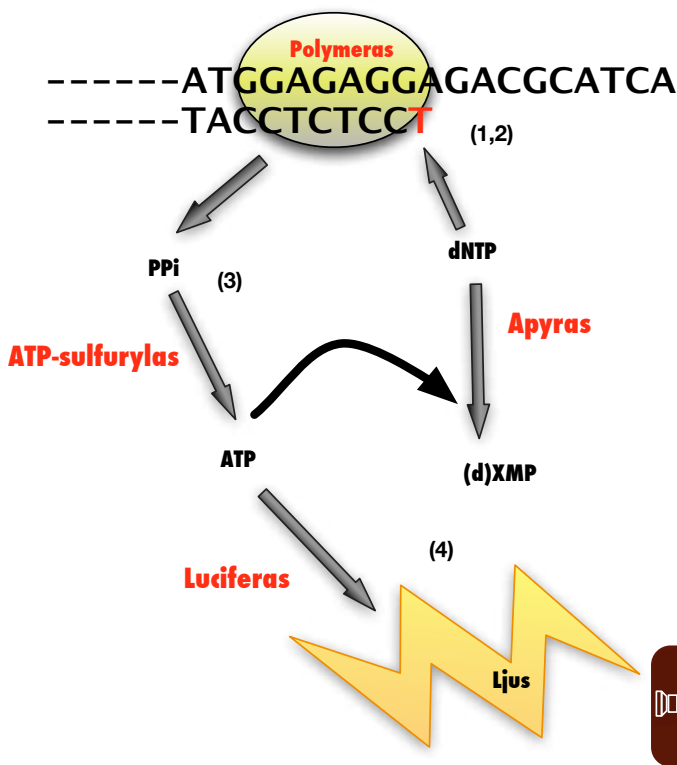 Polymeras
------ATGGAGAGGAGACGCATCA
------TACCTCTCCT
(1,2)
dNTP
PPi
(3)
Apyras
ATP-sulfurylas
ATP
(d)XMP
(4)
Luciferas
Ljus